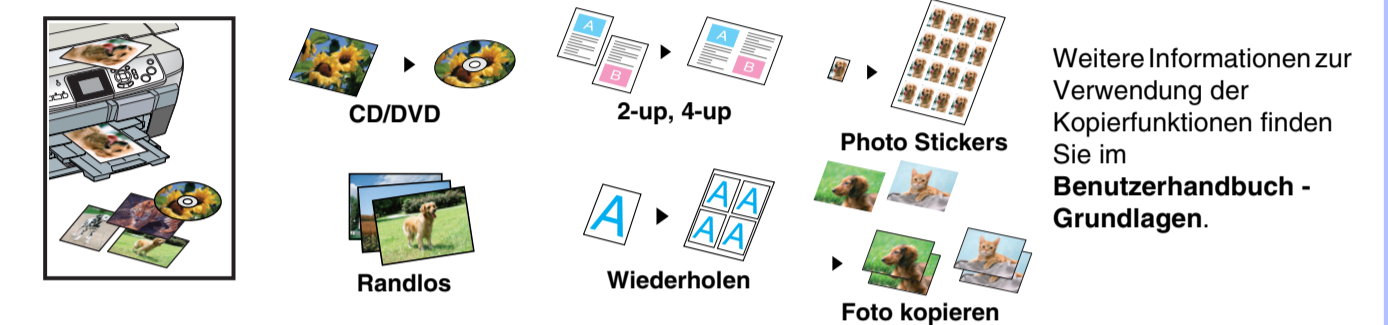 CD/DVD
A
B
A
B
2-up, 4-up
Photo Stickers
Randlos
A
A A
A A
Wiederholen
Foto kopieren
Weitere Informationen zur
Verwendung der
Kopierfunktionen finden
Sie im
Benutzerhandbuch -
Grundlagen.